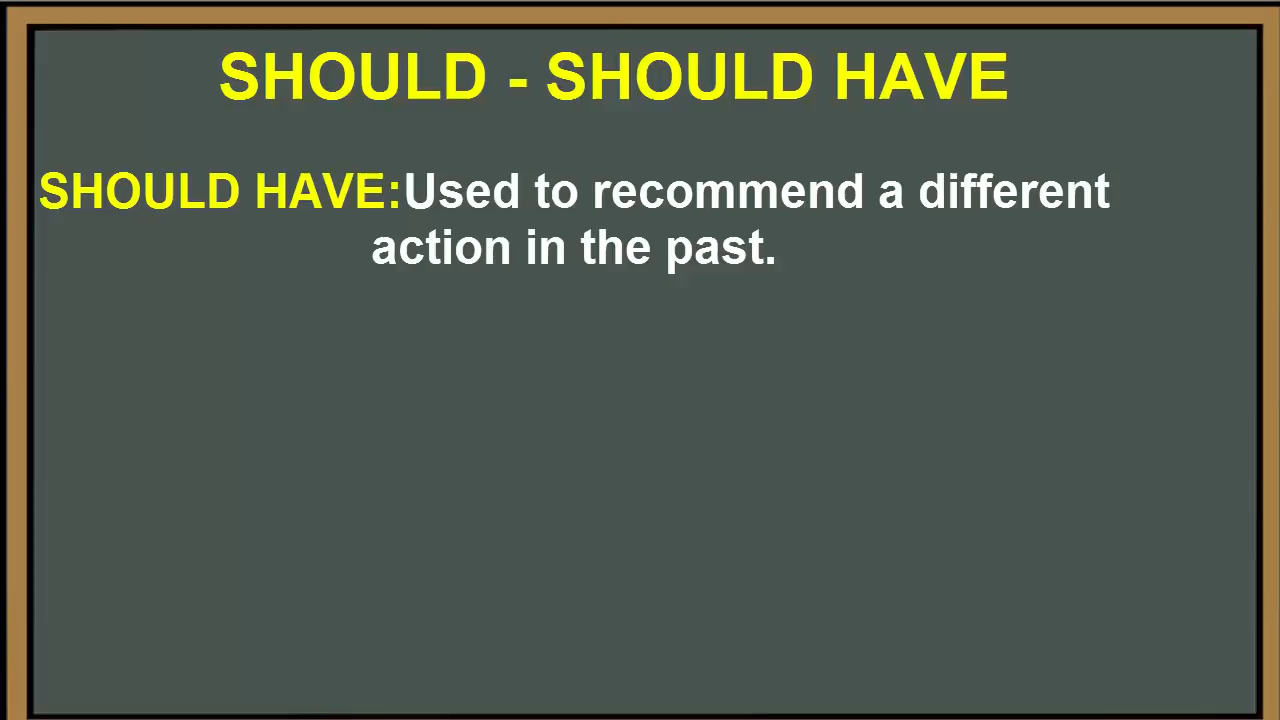 SHOULD - SHOULD HAVE
SHOULD HAVE:Used to recommend a different
action in the past.